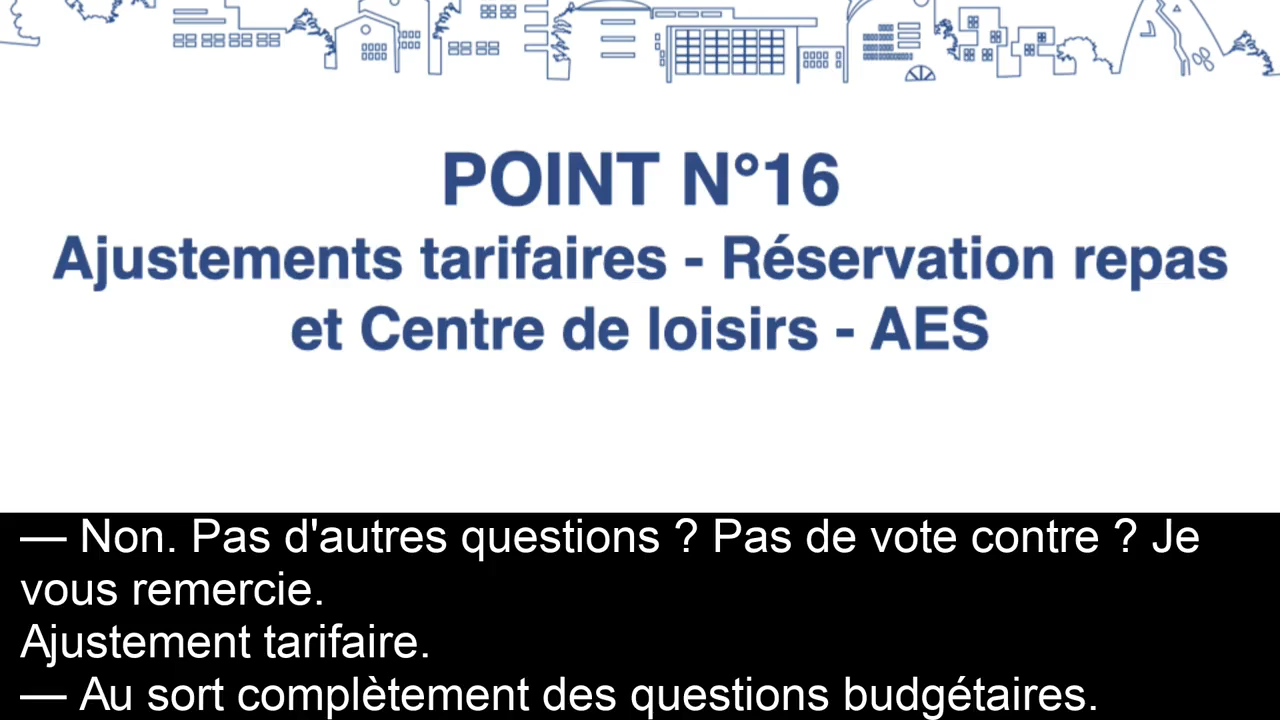 POINT N°16
Ajustements tarifaires - Réservation repas
et Centre de loisirs - AES
— Non. Pas d'autres questions ? Pas de vote contre ? Je
vous remercie.
Ajustement tarifaire.
— Au sort complètement des questions budgétaires.